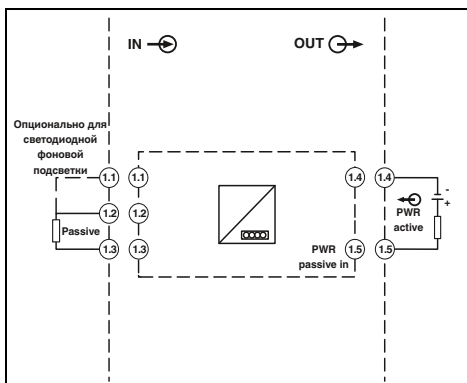 IN
OUT
Опционально для
светодиодной
фоновой
подсветки
1.1
1.1
1.4
1.4
-
+
1.2
1.2
PWR
active
Passive
1.3
1.3
PWR
passive in
1.5
1.5